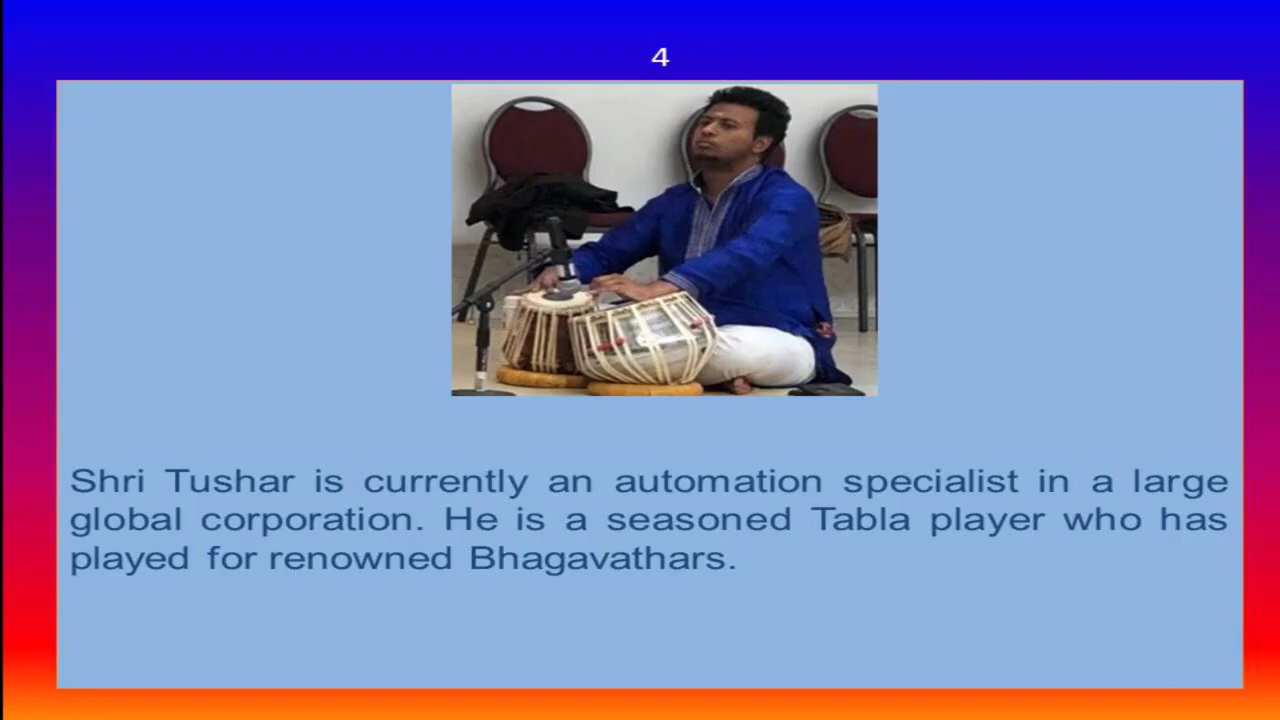 4
Shri Tushar is currently an automation specialist in a large
global corporation. He is a seasoned Tabla player who has
played for renowned Bhagavathars.